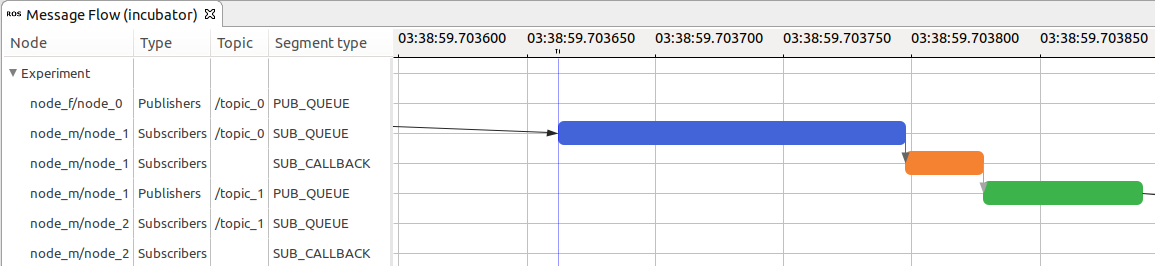 ROS Message Flow (incubator)
Node Type Topic Segment type 03:38:59.703600 03:38:59.703650 03:38:59.703700 03:38:59.703750 03:38:59.703800 03:38:59.703850
Experiment
node_f/node_0 Publishers /topic_0 PUB_QUEUE
node_m/node_1 Subscribers /topic_0 SUB_QUEUE
node_m/node_1 Subscribers SUB_CALLBACK
node_m/node_1 Publishers /topic_1 PUB_QUEUE
node_m/node_2 Subscribers /topic_1 SUB_QUEUE
node_m/node_2 Subscribers SUB_CALLBACK